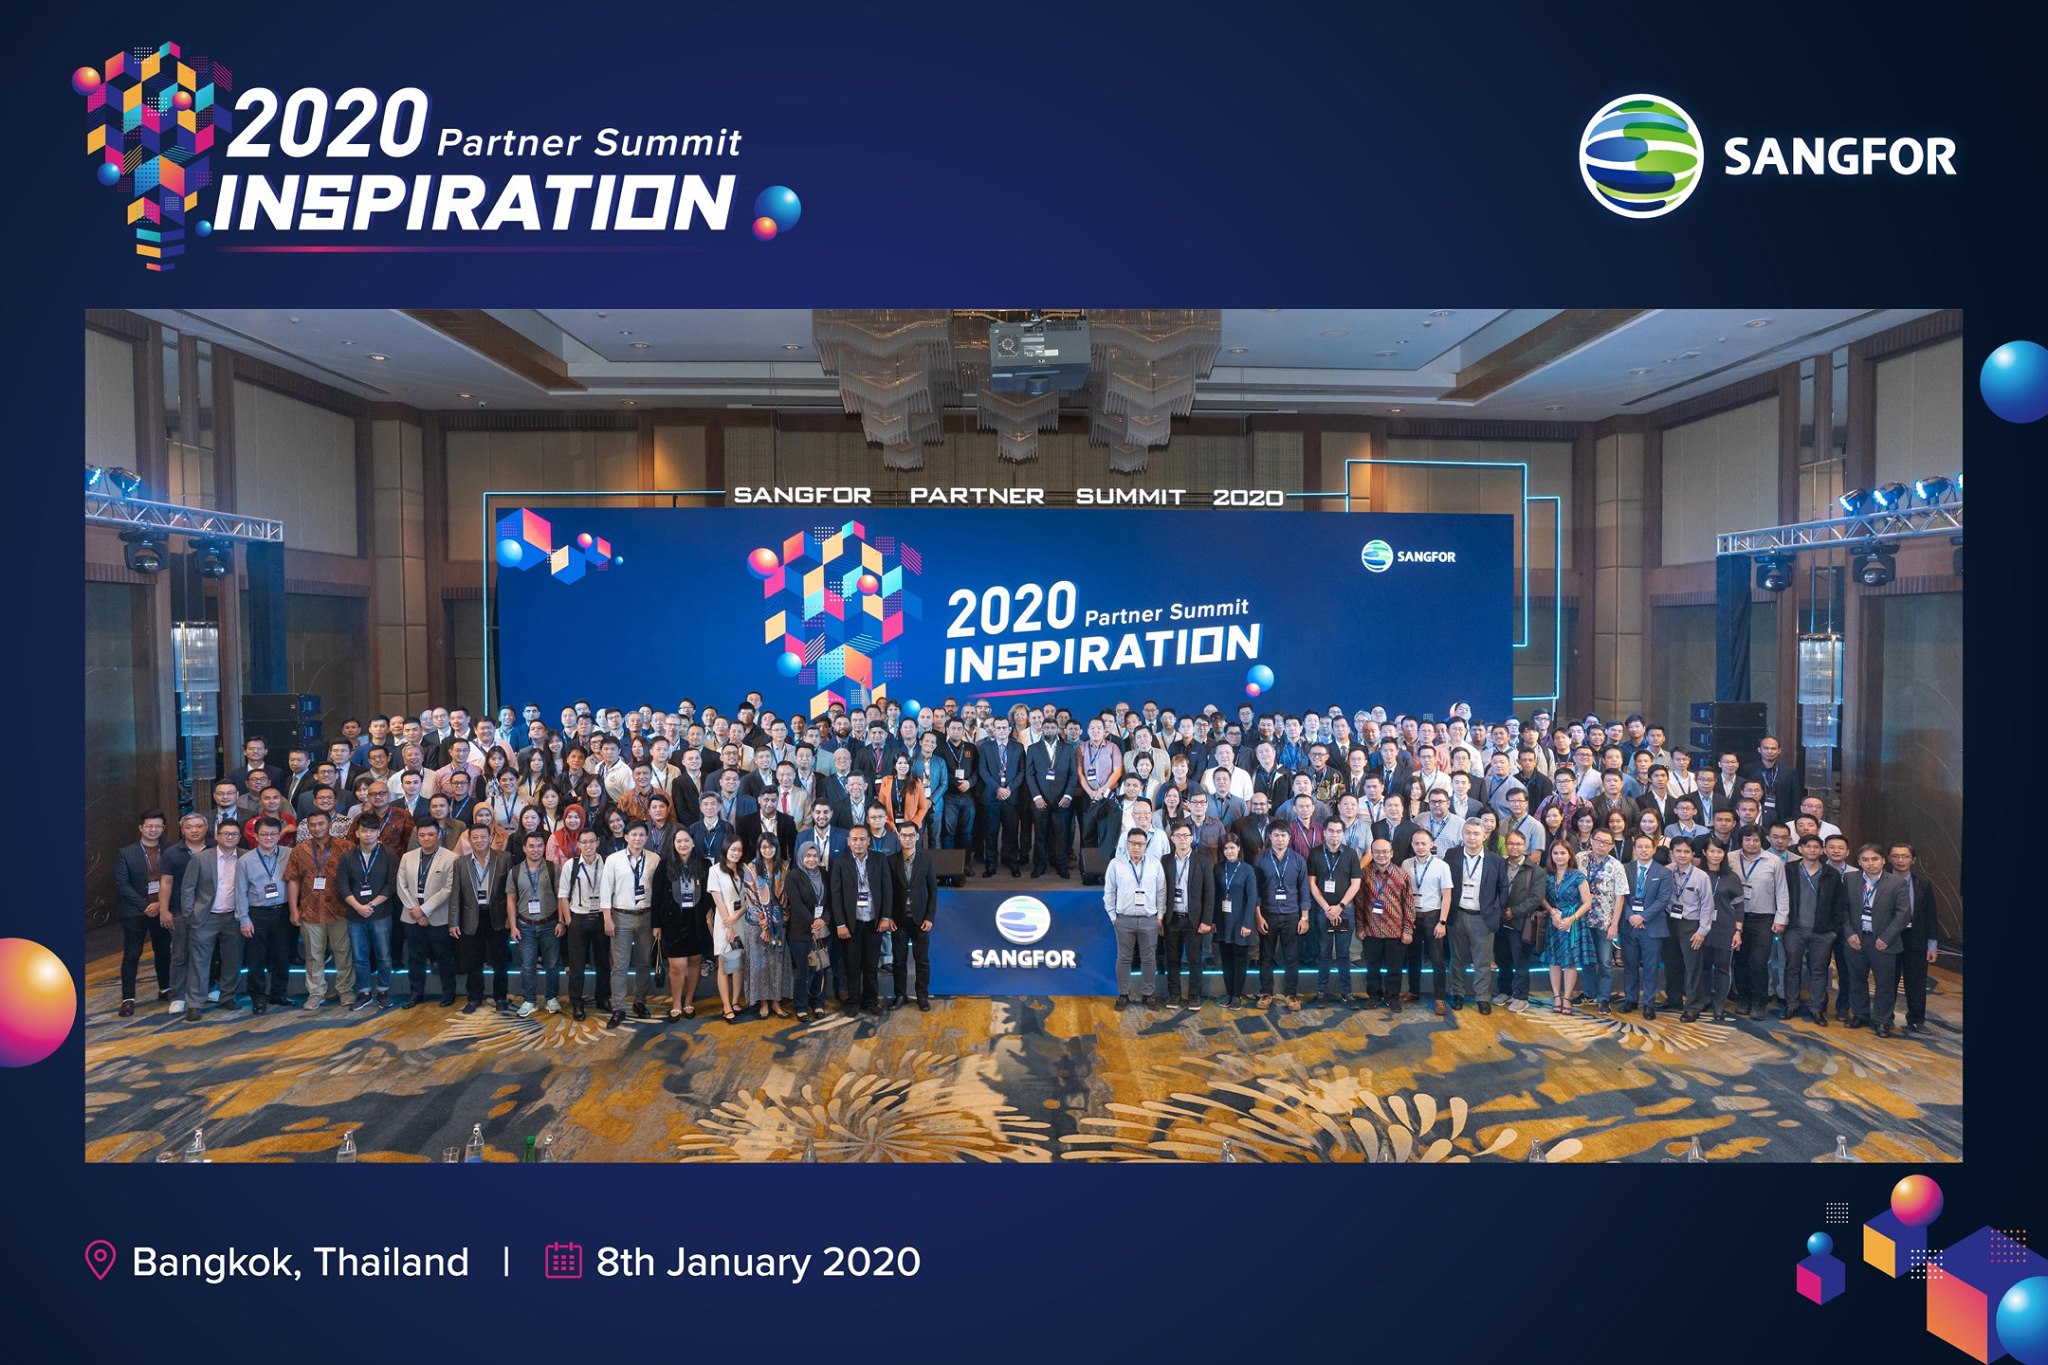 2020 Partner Summit
INSPIRATION
SANGFOR
SANGFOR PARTNER SUMMIT 2020
SANGFOR
2020 Partner Summit
INSPIRATION
SANGFOR
Bangkok, Thailand | 8th January 2020